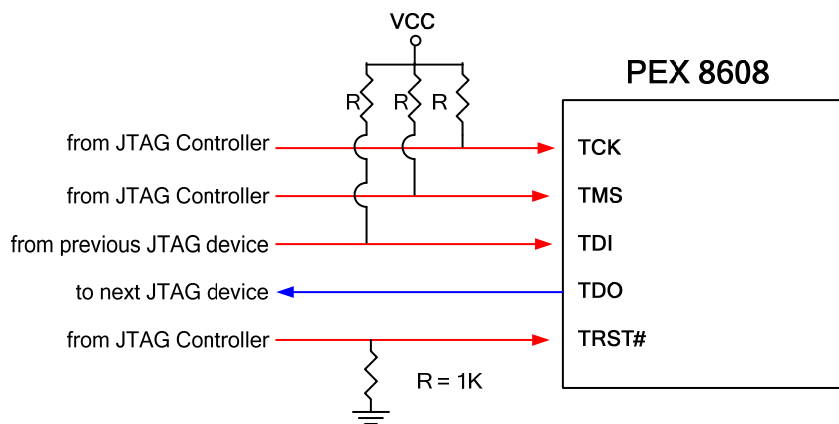 VCC
PEX 8608
R R R
from JTAG Controller TCK
from JTAG Controller TMS
from previous JTAG device TDI
to next JTAG device TDO
from JTAG Controller TRST#
R = 1K